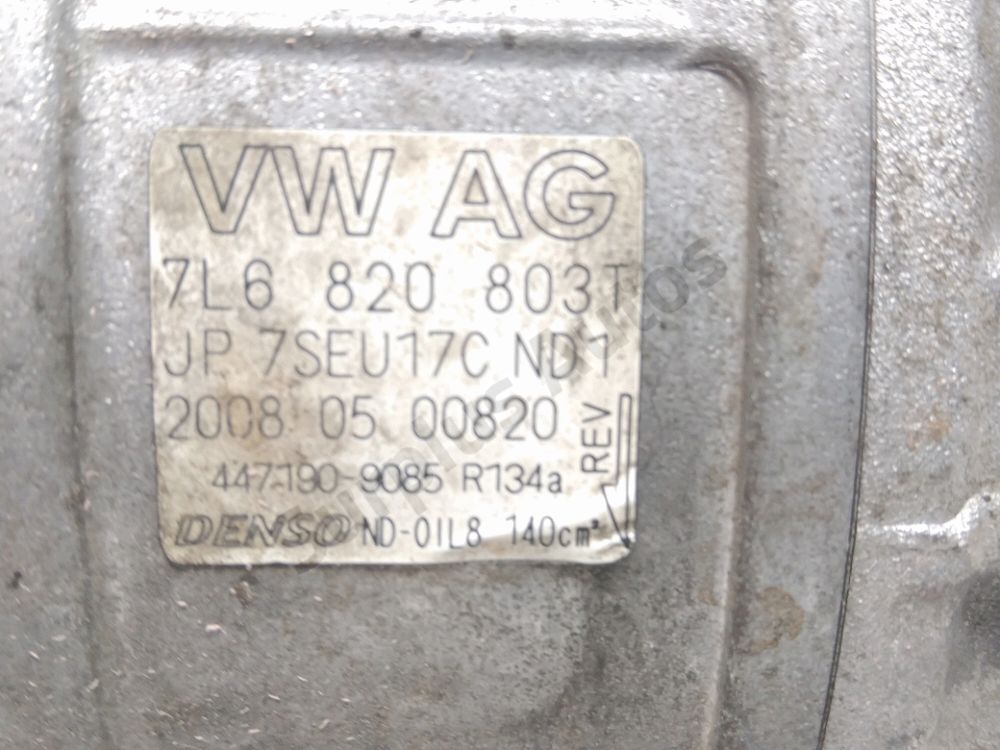 VW AG
7L6 820 803T
JP 7SEU17C ND1
2008 05 00820
447190-9085 R134a
REV
DENSO ND-OIL8 140cm³
Autos